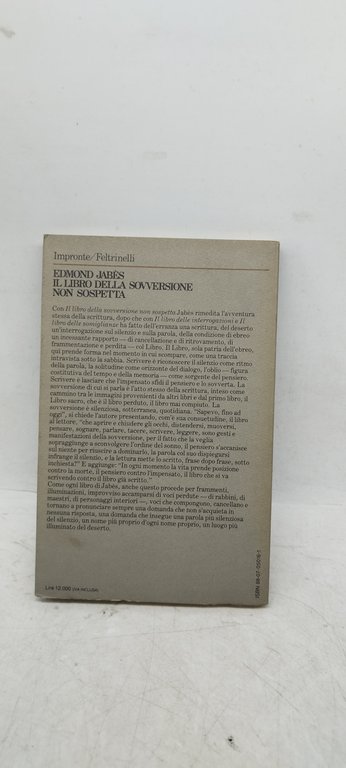 Impronte/Feltrinelli
EDMOND JABÈS
IL LIBRO DELLA SOVVERSIONE
NON SOSPETTA
Con Il libro della sovversione non sospetta Jabès rimedita l'avventura
stessa della scrittura, dopo che con Il libro delle interrogazioni e Il
libro delle somiglianze ha fatto dell'erranza una scrittura, del deserto
un'interrogazione sul silenzio e sulla parola, della condizione di ebreo
un incessante rapporto — di cancellazione e di ritrovamento, di
frammentazione e perdita — col Libro. Il Libro, sola patria dell'ebreo,
qui prende forma nel momento in cui scompare, come una traccia
intravista sotto la sabbia. Scrivere è riconoscere il silenzio come ritmo
della parola, la solitudine come orizzonte del dialogo, l'oblio — figura
costitutiva del tempo e della memoria — come sorgente del pensiero.
Scrivere è lasciare che l'impensato sfidi il pensiero e lo sovverta. La
sovversione di cui si parla è l'atto stesso della scrittura, inteso come
cammino tra le immagini provenienti da altri libri e dal primo libro, il
Libro sacro, che è il libro perduto, il libro mai compiuto. La
sovversione è silenziosa, sotterranea, quotidiana. "Sapevo, fino ad
oggi", si chiede l'autore presentando, com'è sua consuetudine, il libro
al lettore, "che aprire e chiudere gli occhi, distendersi, muoversi,
pensare, sognare, parlare, tacere, scrivere, leggere, sono gesti e
manifestazioni della sovversione, per il fatto che la veglia
sopraggiunge a sconvolgere l'ordine del sonno, il pensiero s'accanisce
sul niente per riuscire a dominarlo, la parola col suo dispiegarsi
infrange il silenzio, e la lettura mette lo scritto, frase dopo frase, sotto
inchiesta?" E aggiunge: "In ogni momento la vita prende posizione
contro la morte, il pensiero contro l'impensato, il libro che si va
scrivendo contro il libro già scritto."
Come ogni libro di Jabès, anche questo procede per frammenti,
illuminazioni, improvviso accamparsi di voci perdute — di rabbini, di
maestri, di personaggi interiori —, voci che compongono, cancellano e
tornano a pronunciare sempre una domanda che non s'acqueta in
nessuna risposta, una domanda che insegue una parola più silenziosa
del silenzio, un nome più proprio d'ogni nome proprio, un luogo più
illuminato del deserto.
Lire 12.000 (IVA INCLUSA)
ISBN 88-07-05016-1